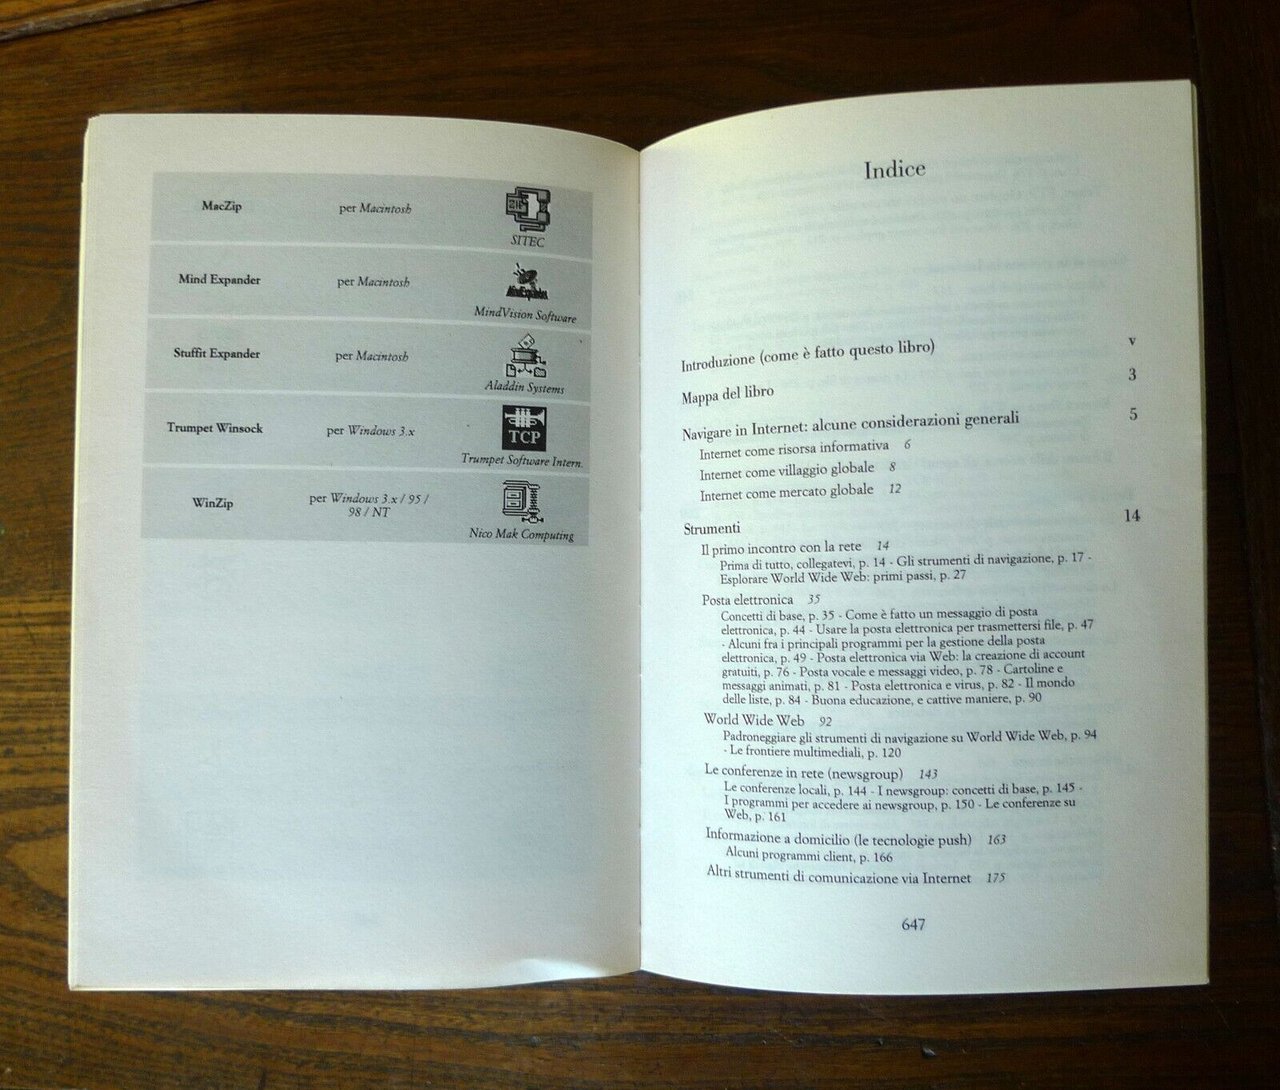 MacZip per Macintosh
ZIP
SITEC
Mind Expander per Macintosh
MindExpander
MindVision Software
Stuffit Expander per Macintosh
Aladdin Systems
Trumpet Winsock per Windows 3.x
TCP
Trumpet Software Intern.
WinZip per Windows 3.x / 95 /
98 / NT
Nico Mak Computing
Indice
Introduzione (come è fatto questo libro) v
Mappa del libro 3
Navigare in Internet: alcune considerazioni generali 5
Internet come risorsa informativa 6
Internet come villaggio globale 8
Internet come mercato globale 12
Strumenti 14
Il primo incontro con la rete 14
Prima di tutto, collegatevi, p. 14 - Gli strumenti di navigazione, p. 17 -
Esplorare World Wide Web: primi passi, p. 27
Posta elettronica 35
Concetti di base, p. 35 - Come è fatto un messaggio di posta
elettronica, p. 44 - Usare la posta elettronica per trasmettersi file, p. 47
- Alcuni fra i principali programmi per la gestione della posta
elettronica, p. 49 - Posta elettronica via Web: la creazione di account
gratuiti, p. 76 - Posta vocale e messaggi video, p. 78 - Cartoline e
messaggi animati, p. 81 - Posta elettronica e virus, p. 82 - Il mondo
delle liste, p. 84 - Buona educazione, e cattive maniere, p. 90
World Wide Web 92
Padroneggiare gli strumenti di navigazione su World Wide Web, p. 94
- Le frontiere multimediali, p. 120
Le conferenze in rete (newsgroup) 143
Le conferenze locali, p. 144 - I newsgroup: concetti di base, p. 145 -
I programmi per accedere ai newsgroup, p. 150 - Le conferenze su
Web, p. 161
Informazione a domicilio (le tecnologie push) 163
Alcuni programmi client, p. 166
Altri strumenti di comunicazione via Internet 175
647